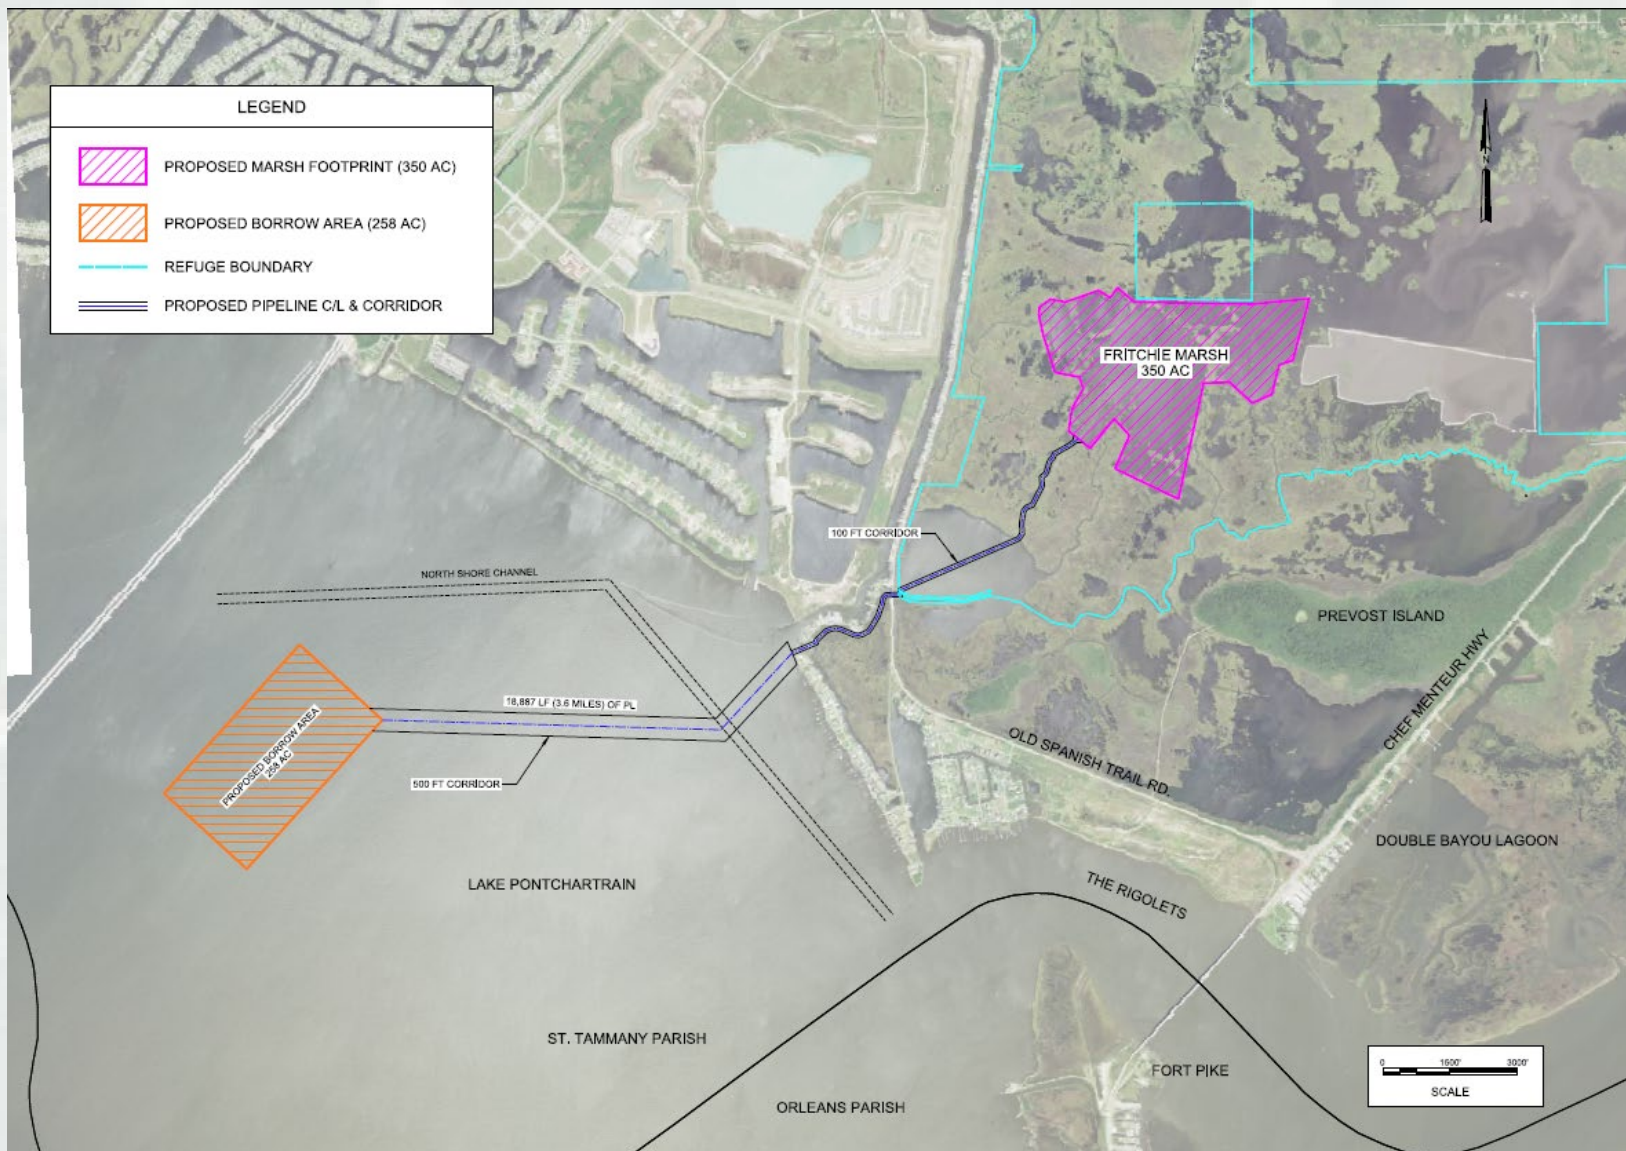 LEGEND
PROPOSED MARSH FOOTPRINT (350 AC)
PROPOSED BORROW AREA (258 AC)
REFUGE BOUNDARY
PROPOSED PIPELINE C/L & CORRIDOR
N
FRITCHIE MARSH
350 AC
100 FT CORRIDOR
NORTH SHORE CHANNEL
PREVOST ISLAND
CHEF MENTEUR HWY
18,887 LF (3.6 MILES) OF PL
PROPOSED BORROW AREA
258 AC
500 FT CORRIDOR
OLD SPANISH TRAIL RD.
DOUBLE BAYOU LAGOON
LAKE PONTCHARTRAIN
THE RIGOLETS
ST. TAMMANY PARISH
FORT PIKE
ORLEANS PARISH
0 1500' 3000'
SCALE